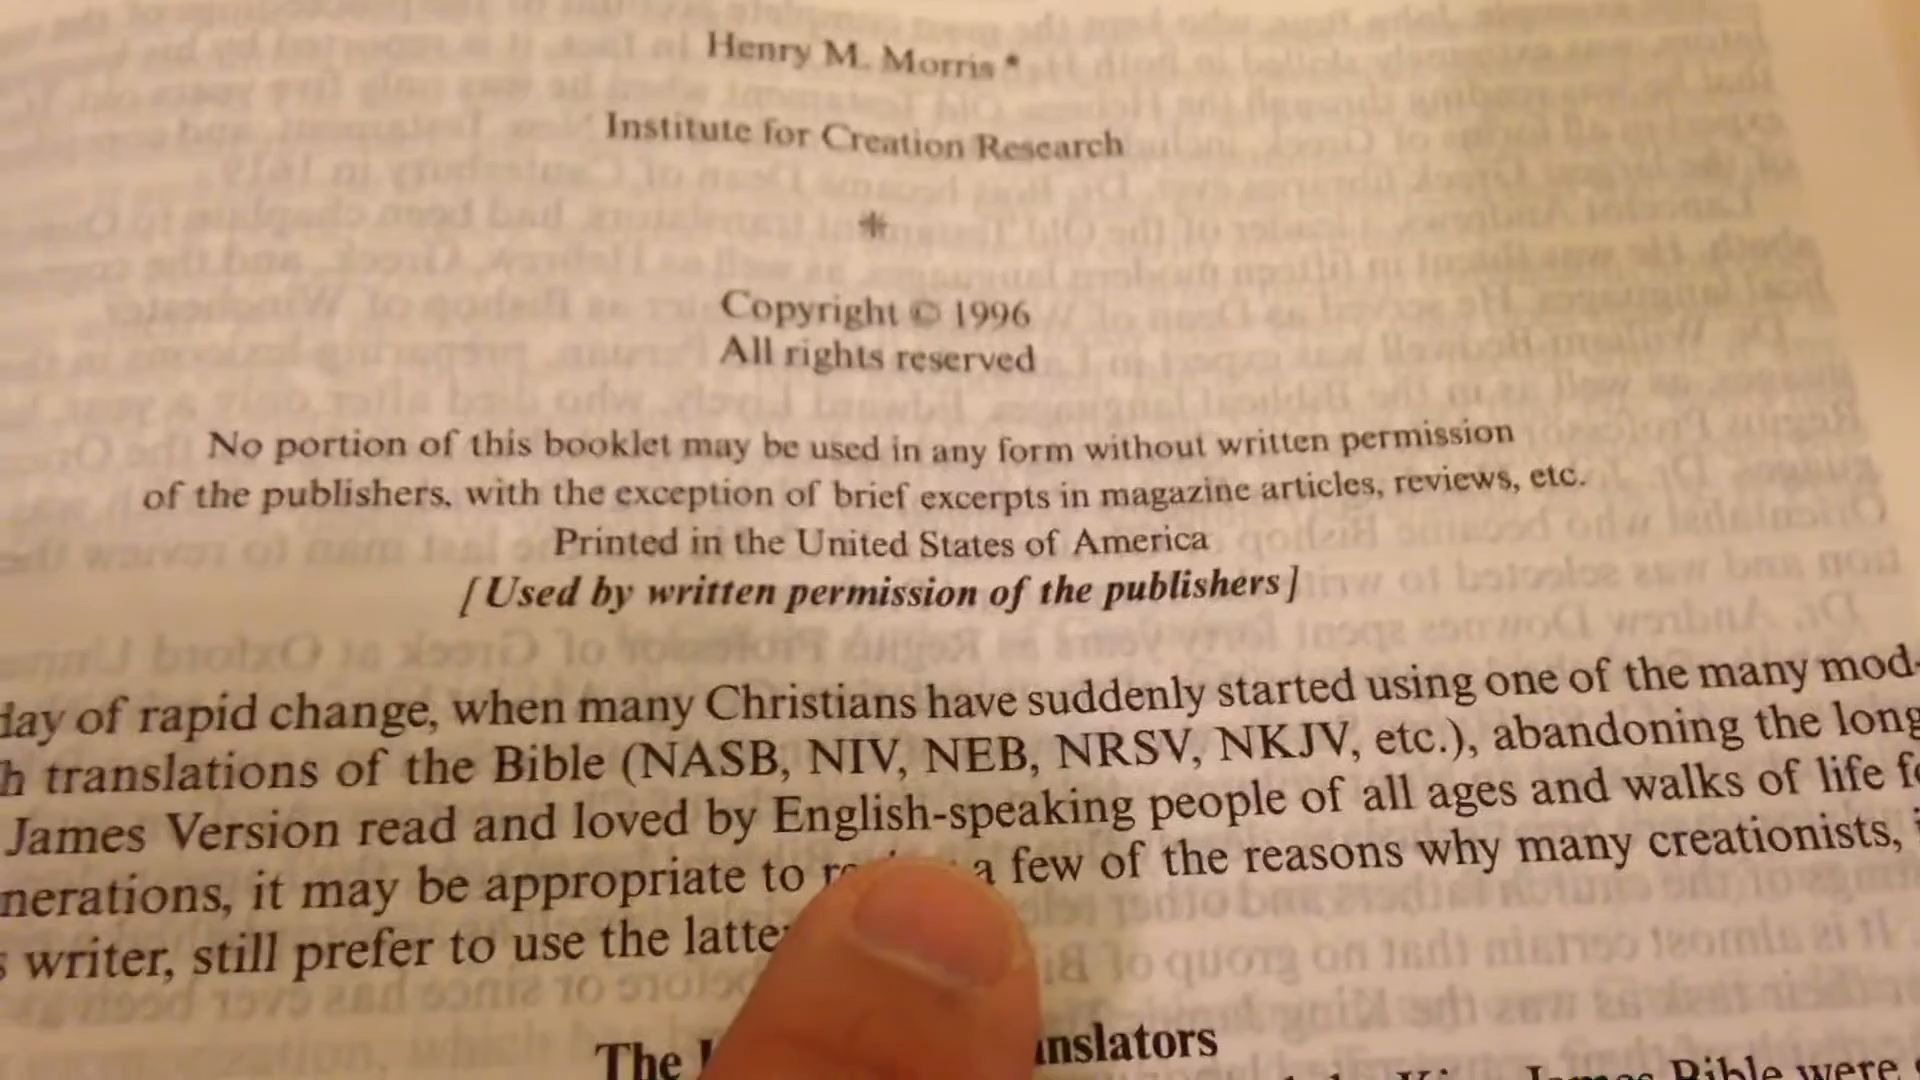 Henry M. Morris *
Institute for Creation Research
*
Copyright © 1996
All rights reserved
No portion of this booklet may be used in any form without written permission
of the publishers, with the exception of brief excerpts in magazine articles, reviews, etc.
Printed in the United States of America
[Used by written permission of the publishers]
day of rapid change, when many Christians have suddenly started using one of the many mod-
h translations of the Bible (NASB, NIV, NEB, NRSV, NKJV, etc.), abandoning the long
James Version read and loved by English-speaking people of all ages and walks of life fo
nerations, it may be appropriate to a few of the reasons why many creationists, i
s writer, still prefer to use the latte
The anslators
James Bible were